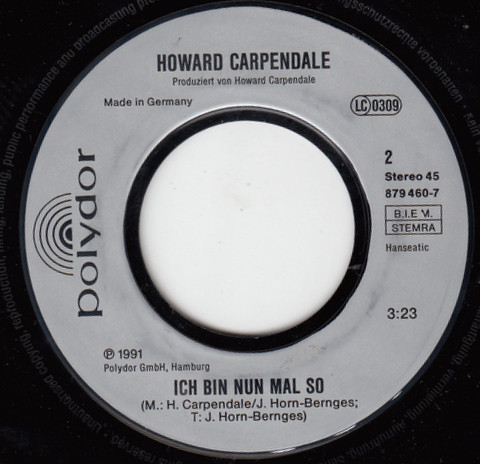 HOWARD CARPENDALE
Produziert von Howard Carpendale
Made in Germany
LC 0309
2
Stereo 45
879 460-7
B.I.E.M.
STEMRA
Hanseatic
polydor
3:23
℗ 1991
Polydor GmbH, Hamburg
ICH BIN NUN MAL SO
(M.: H. Carpendale/J. Horn-Bernges;
T: J. Horn-Bernges)